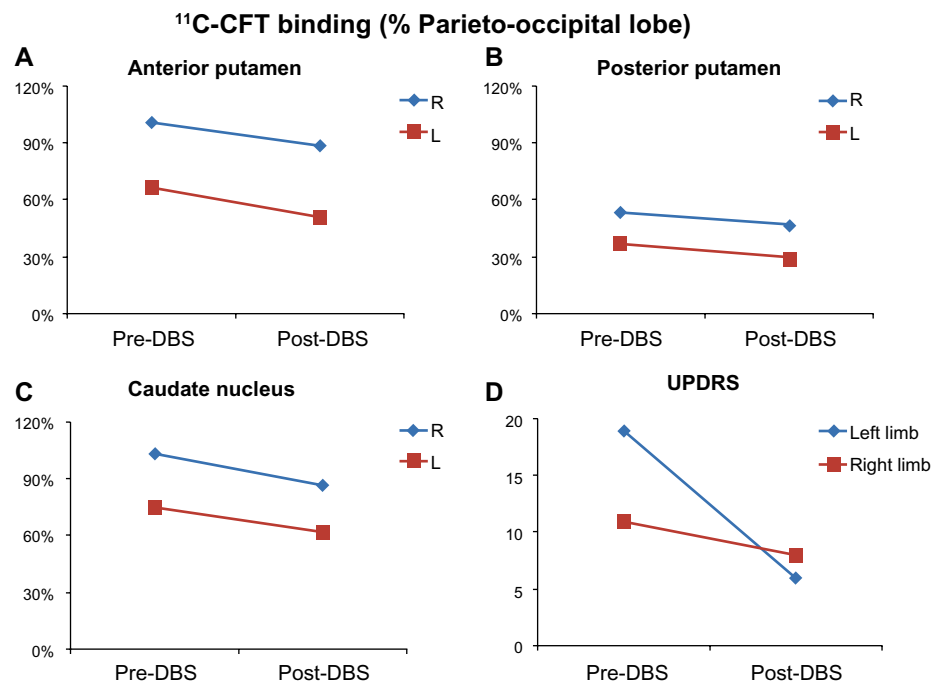 ¹¹C-CFT binding (% Parieto-occipital lobe)
A
Anterior putamen
120%
90%
60%
30%
0%
R
L
Pre-DBS
Post-DBS
B
Posterior putamen
120%
90%
60%
30%
0%
R
L
Pre-DBS
Post-DBS
C
Caudate nucleus
120%
90%
60%
30%
0%
R
L
Pre-DBS
Post-DBS
D
UPDRS
20
15
10
5
0
Left limb
Right limb
Pre-DBS
Post-DBS